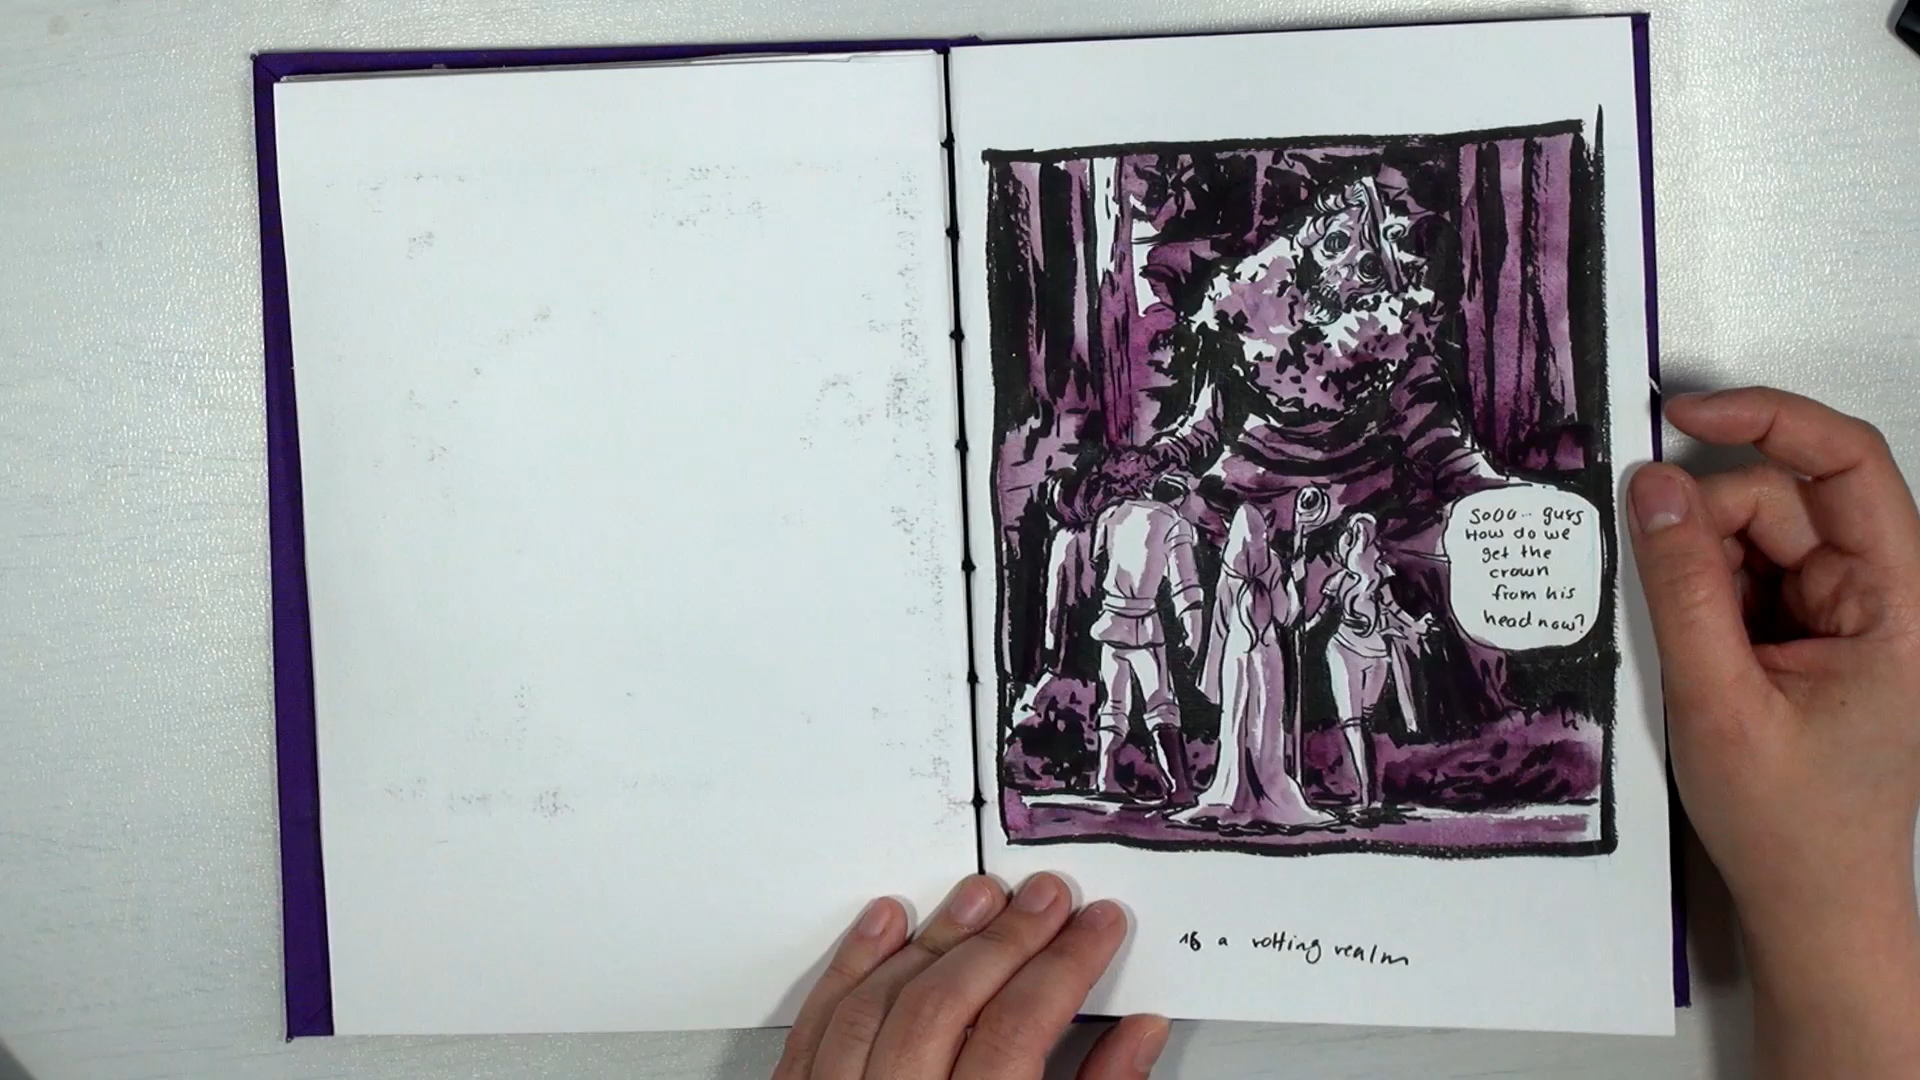 Sooo... guys
How do we
get the
crown
from his
head now?
16 a rotting realm